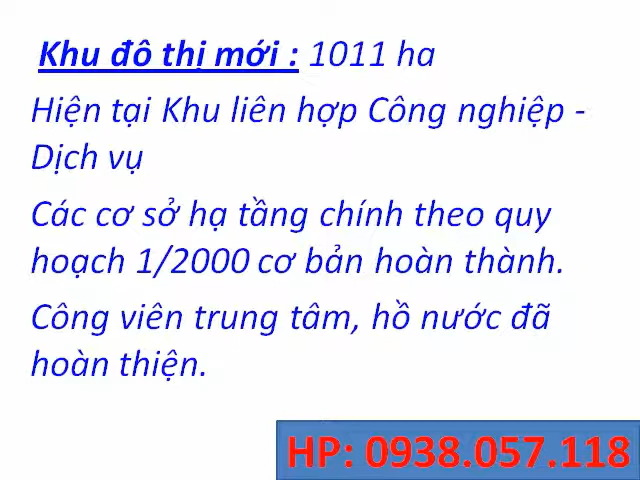 Khu đô thị mới : 1011 ha
Hiện tại Khu liên hợp Công nghiệp -
Dịch vụ
Các cơ sở hạ tầng chính theo quy
hoạch 1/2000 cơ bản hoàn thành.
Công viên trung tâm, hồ nước đã
hoàn thiện.
HP: 0938.057.118